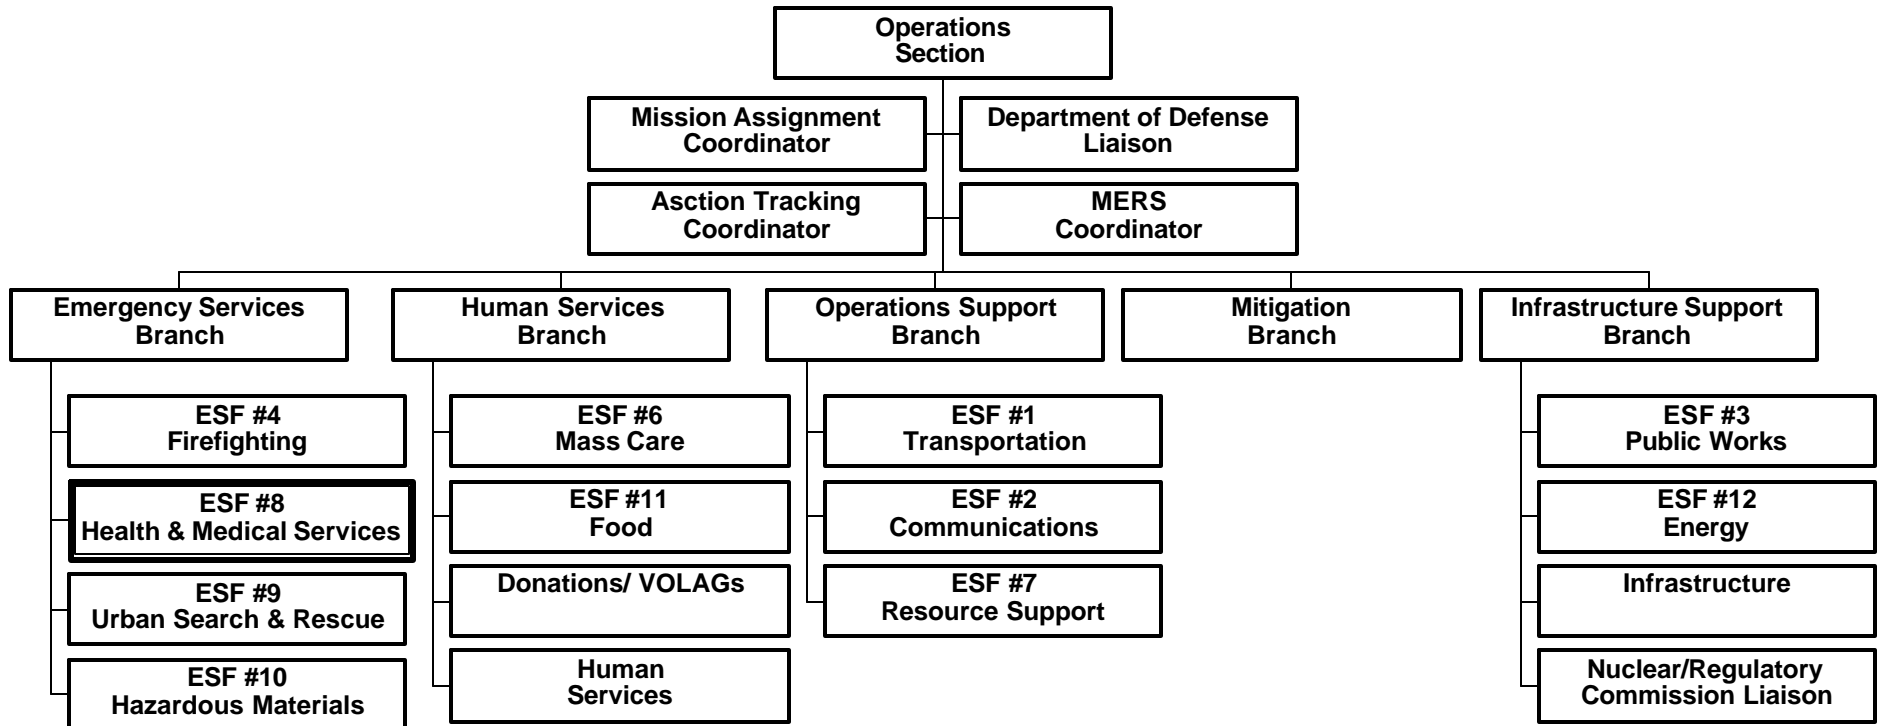 Operations
Section
Mission Assignment
Coordinator
Department of Defense
Liaison
Asction Tracking
Coordinator
MERS
Coordinator
Emergency Services
Branch
Human Services
Branch
Operations Support
Branch
Mitigation
Branch
Infrastructure Support
Branch
ESF #4
Firefighting
ESF #8
Health & Medical Services
ESF #9
Urban Search & Rescue
ESF #10
Hazardous Materials
ESF #6
Mass Care
ESF #11
Food
Donations/ VOLAGs
Human
Services
ESF #1
Transportation
ESF #2
Communications
ESF #7
Resource Support
ESF #3
Public Works
ESF #12
Energy
Infrastructure
Nuclear/Regulatory
Commission Liaison